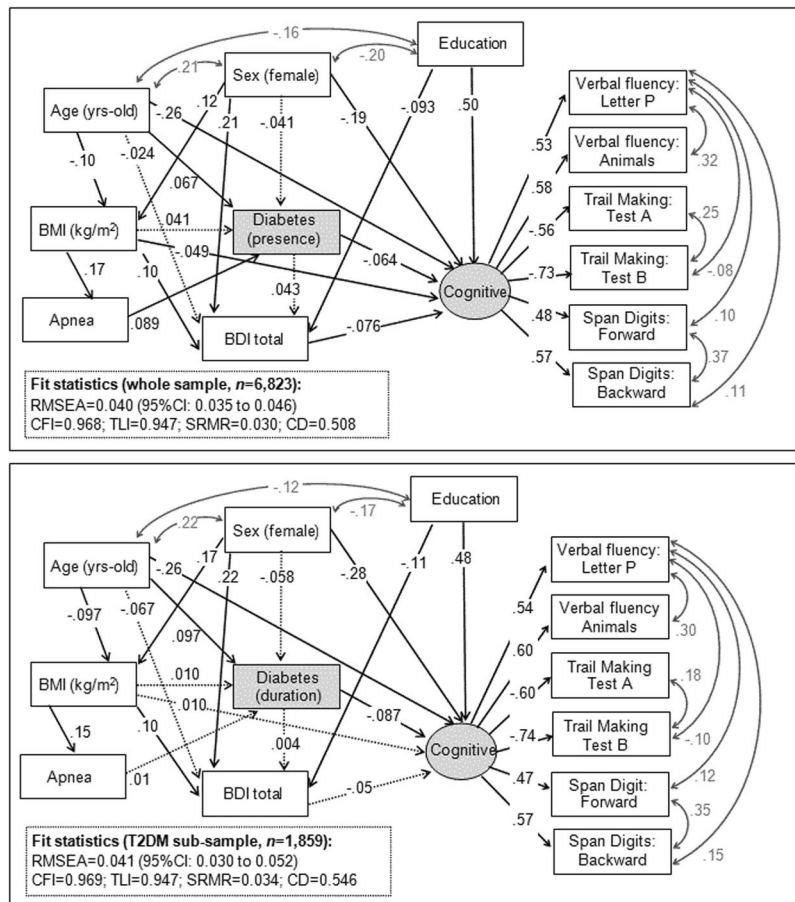 -.16
Education
.21
Sex (female)
-.20
Age (yrs-old)
.12
-.26
.21
-.041
-.093
.50
-.19
-.10
-.024
.067
BMI (kg/m²)
.041
Diabetes
(presence)
-.049
-.064
.17
.10
.043
Apnea
.089
BDI total
-.076
Cognitive
.53
.58
-.56
-.73
.48
.57
Verbal fluency:
Letter P
.32
Verbal fluency:
Animals
Trail Making:
Test A
.25
Trail Making:
Test B
-.08
Span Digits:
Forward
.10
.37
Span Digits:
Backward
.11
Fit statistics (whole sample, n=6,823):
RMSEA=0.040 (95%CI: 0.035 to 0.046)
CFI=0.968; TLI=0.947; SRMR=0.030; CD=0.508
-.12
Education
.22
Sex (female)
-.17
Age (yrs-old)
.17
-.26
.22
-.058
-.11
.48
-.28
-.097
-.067
.097
BMI (kg/m²)
.010
Diabetes
(duration)
.010
-.087
.15
.10
.004
Apnea
.01
BDI total
-.05
Cognitive
.54
.60
-.60
-.74
.47
.57
Verbal fluency:
Letter P
.30
Verbal fluency
Animals
Trail Making
Test A
.18
Trail Making
Test B
-.10
Span Digit:
Forward
.12
.35
Span Digits:
Backward
.15
Fit statistics (T2DM sub-sample, n=1,859):
RMSEA=0.041 (95%CI: 0.030 to 0.052)
CFI=0.969; TLI=0.947; SRMR=0.034; CD=0.546